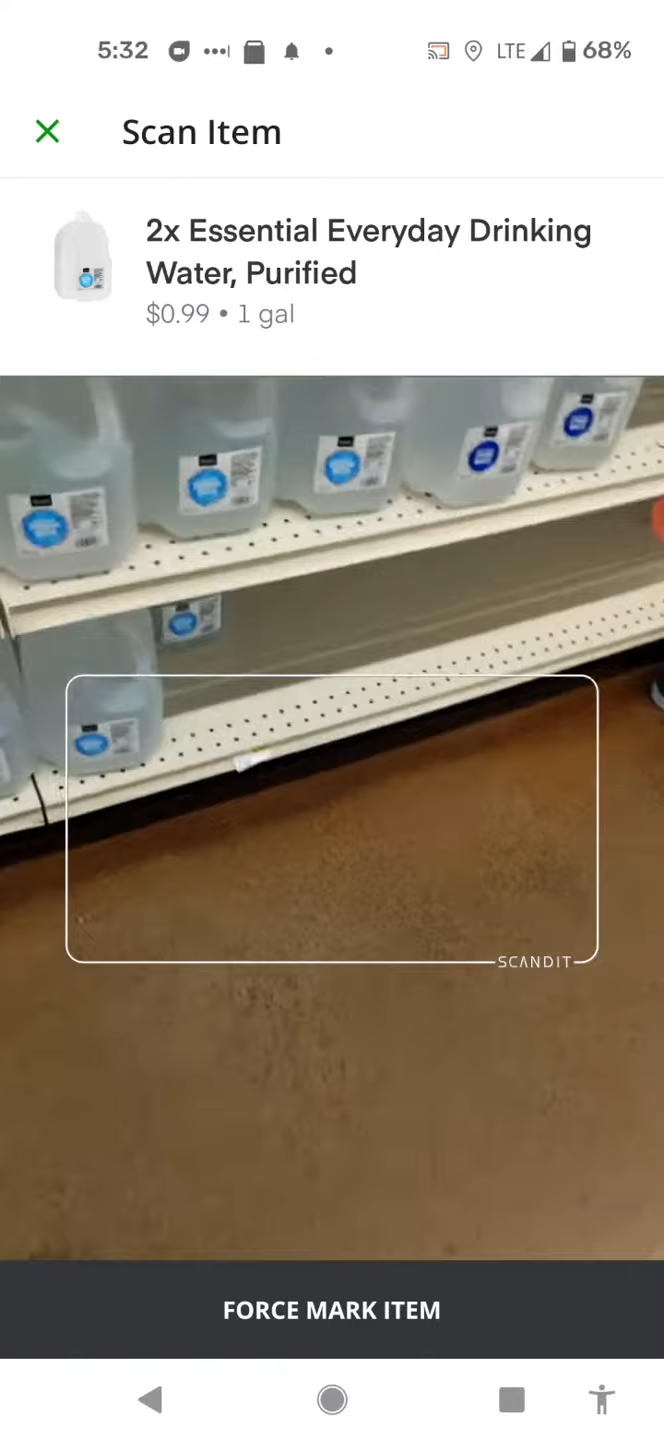 5:32 LTE 68%
Scan Item
2x Essential Everyday Drinking
Water, Purified
$0.99 • 1 gal
SCANDIT
FORCE MARK ITEM